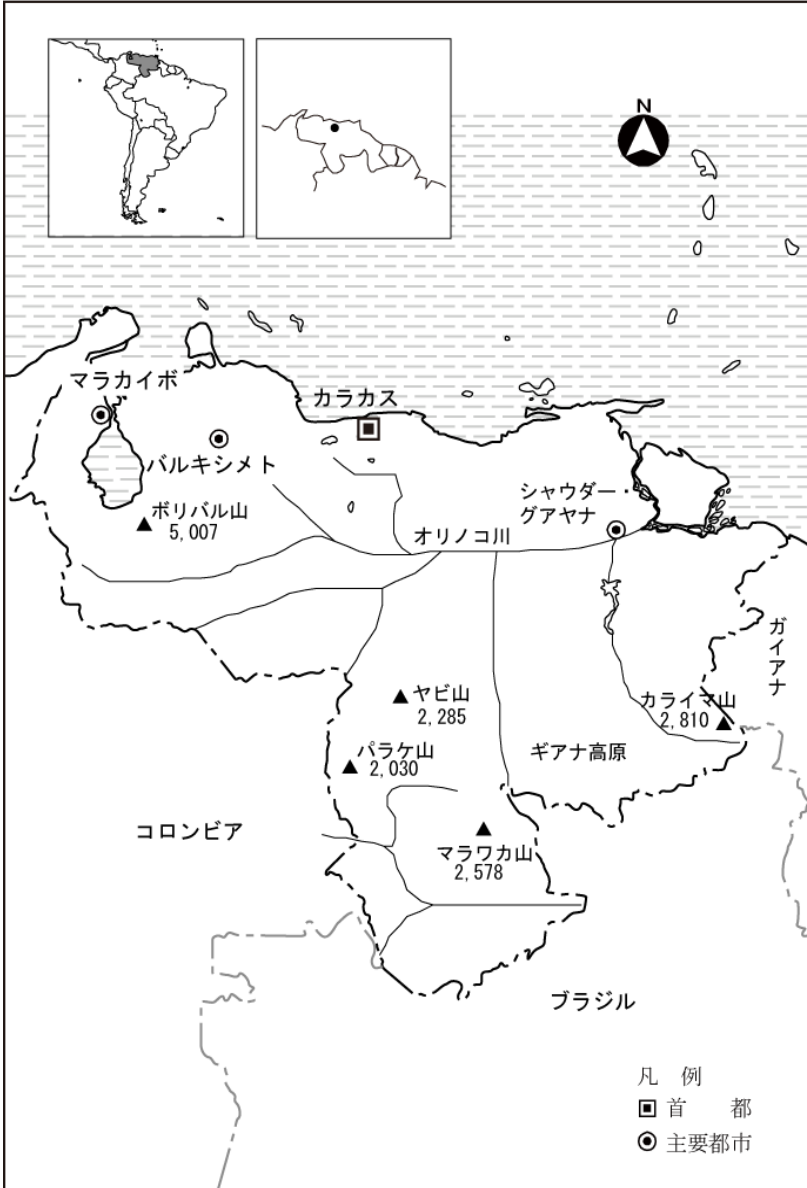 N
マラカイボ
カラカス
バルキシメト
シャウダー・
グアヤナ
ボリバル山
5,007
オリノコ川
ガイアナ
ヤビ山
2,285
カライマ山
2,810
パラケ山
2,030
ギアナ高原
コロンビア
マラワカ山
2,578
ブラジル
凡 例
首 都
主要都市